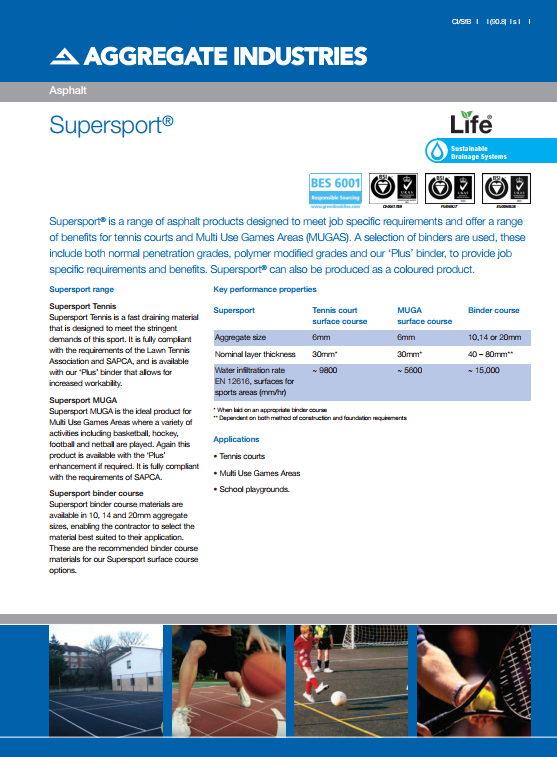 CI/SfB I I (90.8) I s I I
AGGREGATE INDUSTRIES
Asphalt
Supersport®
Life®
Sustainable
Drainage Systems
BES 6001
Responsible Sourcing
www.greenbooklive.com
BSI
UKAS
BSI
UKAS
BSI
UKAS
Supersport® is a range of asphalt products designed to meet job specific requirements and offer a range
of benefits for tennis courts and Multi Use Games Areas (MUGAS). A selection of binders are used, these
include both normal penetration grades, polymer modified grades and our ‘Plus’ binder, to provide job
specific requirements and benefits. Supersport® can also be produced as a coloured product.
Supersport range
Supersport Tennis
Supersport Tennis is a fast draining material
that is designed to meet the stringent
demands of this sport. It is fully compliant
with the requirements of the Lawn Tennis
Association and SAPCA, and is available
with our ‘Plus’ binder that allows for
increased workability.
Supersport MUGA
Supersport MUGA is the ideal product for
Multi Use Games Areas where a variety of
activities including basketball, hockey,
football and netball are played. Again this
product is available with the ‘Plus’
enhancement if required. It is fully compliant
with the requirements of SAPCA.
Supersport binder course
Supersport binder course materials are
available in 10, 14 and 20mm aggregate
sizes, enabling the contractor to select the
material best suited to their application.
These are the recommended binder course
materials for our Supersport surface course
options.
Key performance properties
Supersport Tennis court MUGA Binder course
surface course surface course
Aggregate size 6mm 6mm 10,14 or 20mm
Nominal layer thickness 30mm* 30mm* 40 – 80mm**
Water infiltration rate ~ 9800 ~ 5600 ~ 15,000
EN 12616, surfaces for
sports areas (mm/hr)
* When laid on an appropriate binder course
** Dependent on both method of construction and foundation requirements
Applications
• Tennis courts
• Multi Use Games Areas
• School playgrounds.